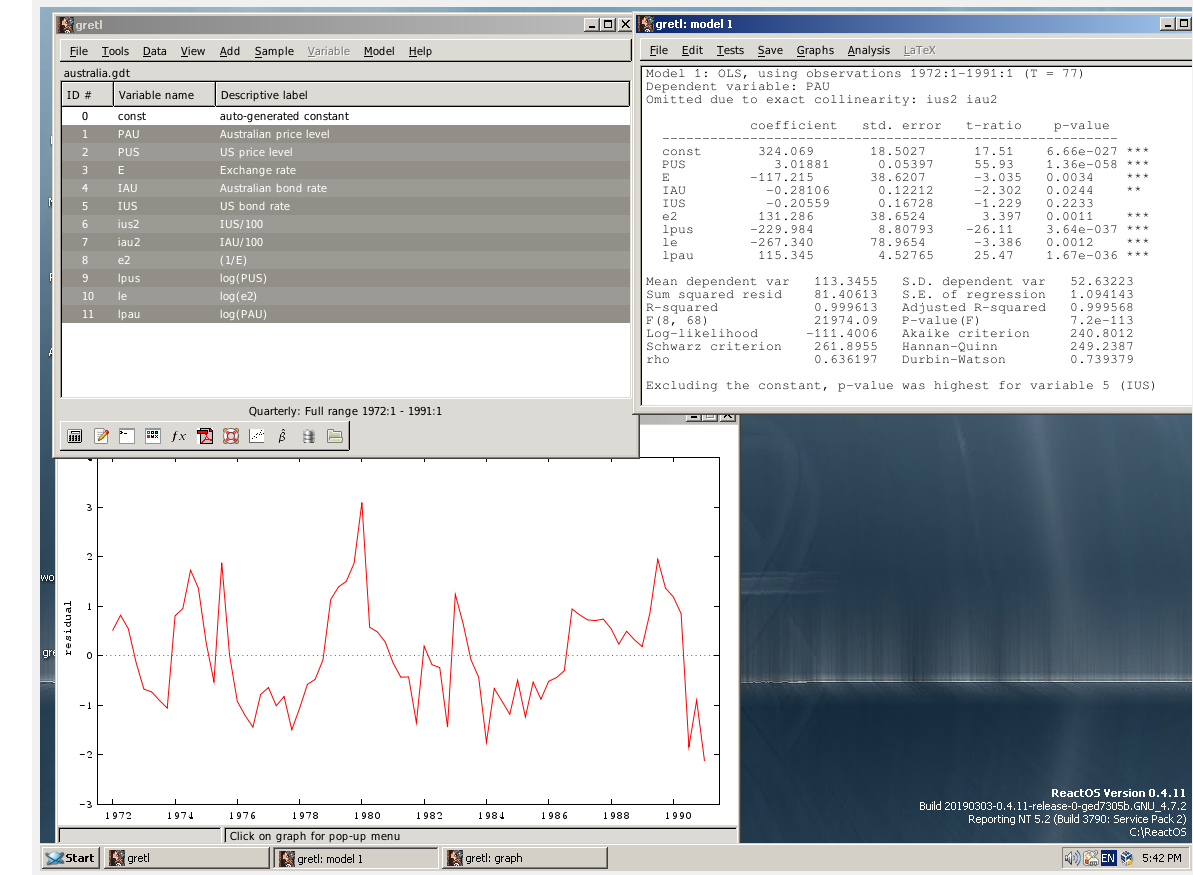 gretl
File Tools Data View Add Sample Variable Model Help
australia.gdt
ID # Variable name Descriptive label
0 const auto-generated constant
1 PAU Australian price level
2 PUS US price level
3 E Exchange rate
4 IAU Australian bond rate
5 IUS US bond rate
6 ius2 IUS/100
7 iau2 IAU/100
8 e2 (1/E)
9 lpus log(PUS)
10 le log(e2)
11 lpau log(PAU)
Quarterly: Full range 1972:1 - 1991:1
gretl: model 1
File Edit Tests Save Graphs Analysis LaTeX
Model 1: OLS, using observations 1972:1-1991:1 (T = 77)
Dependent variable: PAU
Omitted due to exact collinearity: ius2 iau2
coefficient std. error t-ratio p-value
const 324.069 18.5027 17.51 6.66e-027 ***
PUS 3.01881 0.05397 55.93 1.36e-058 ***
E −117.215 38.6207 −3.035 0.0034 ***
IAU −0.28106 0.12212 −2.302 0.0244 **
IUS −0.20559 0.16728 −1.229 0.2233
e2 131.286 38.6524 3.397 0.0011 ***
lpus −229.984 8.80793 −26.11 3.64e-037 ***
le −267.340 78.9654 −3.386 0.0012 ***
lpau 115.345 4.52765 25.47 1.67e-036 ***
Mean dependent var 113.3455 S.D. dependent var 52.63223
Sum squared resid 81.40613 S.E. of regression 1.094143
R-squared 0.999613 Adjusted R-squared 0.999568
F(8, 68) 21974.09 P-value(F) 7.2e-113
Log-likelihood −111.4006 Akaike criterion 240.8012
Schwarz criterion 261.8955 Hannan-Quinn 249.2387
rho 0.636197 Durbin-Watson 0.739379
Excluding the constant, p-value was highest for variable 5 (IUS)
residual
3
2
1
0
-1
-2
-3
1972 1974 1976 1978 1980 1982 1984 1986 1988 1990
Click on graph for pop-up menu
ReactOS Version 0.4.11
Build 20190303-0.4.11-release-0-ged7305b.GNU_4.7.2
Reporting NT 5.2 (Build 3790: Service Pack 2)
C:\ReactOS
Start gretl gretl: model 1 gretl: graph EN 5:42 PM